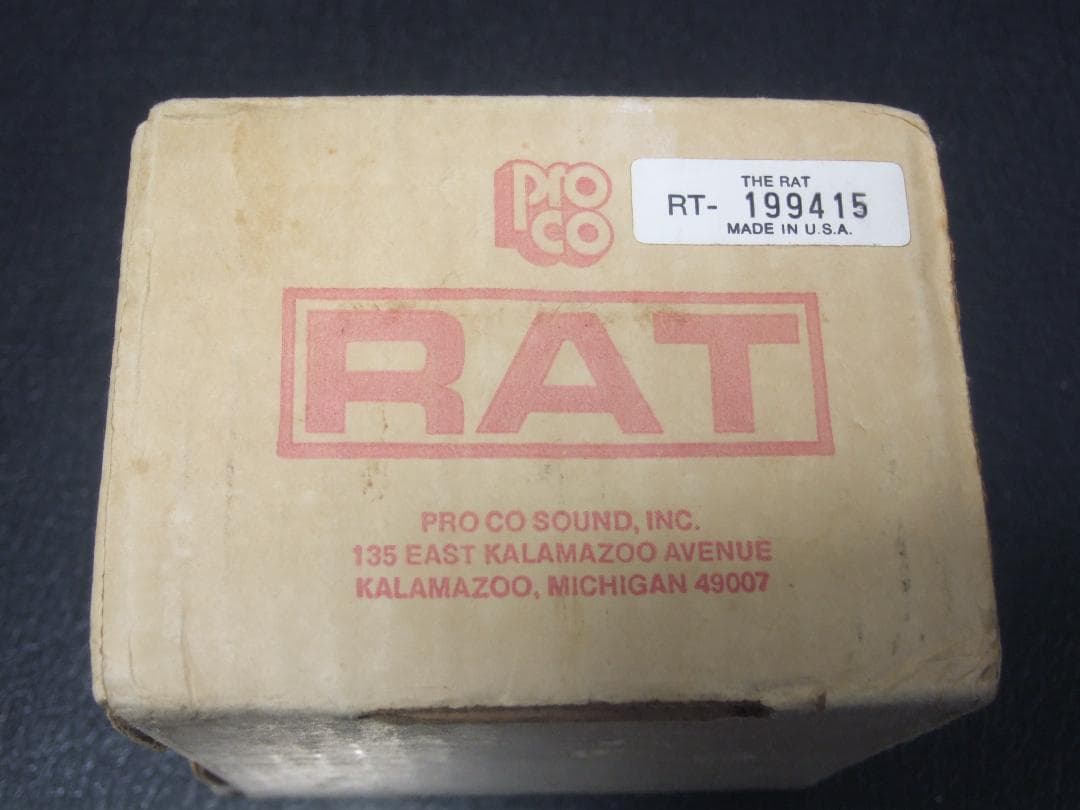 pro
co
THE RAT
RT- 199415
MADE IN U.S.A.
RAT
PRO CO SOUND, INC.
135 EAST KALAMAZOO AVENUE
KALAMAZOO, MICHIGAN 49007